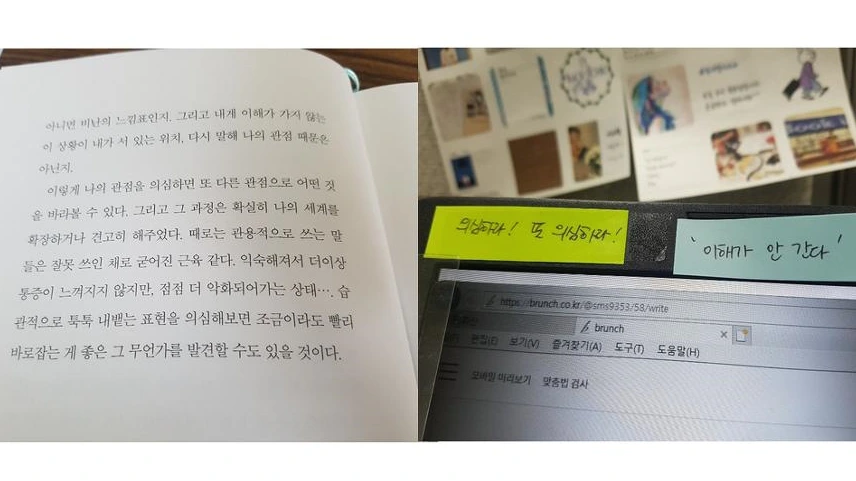 아니면 비난의 느낌표인지. 그리고 내게 이해가 가지 않는
이 상황이 내가 서 있는 위치, 다시 말해 나의 관점 때문은
아닌지.
이렇게 나의 관점을 의심하면 또 다른 관점으로 어떤 것
을 바라볼 수 있다. 그리고 그 과정은 확실히 나의 세계를
확장하거나 견고히 해주었다. 때로는 관용적으로 쓰는 말
들은 잘못 쓰인 채로 굳어진 근육 같다. 익숙해져서 더이상
통증이 느껴지지 않지만, 점점 더 악화되어가는 상태…. 습
관적으로 툭툭 내뱉는 표현을 의심해보면 조금이라도 빨리
바로잡는 게 좋은 그 무언가를 발견할 수도 있을 것이다.
의심하라! 또 의심하라!
'이해가 안 간다'
https://brunch.co.kr/@sms9353/58/write
brunch
편집(E) 보기(V) 즐겨찾기(A) 도구(T) 도움말(H)
모바일 미리보기 맞춤법 검사